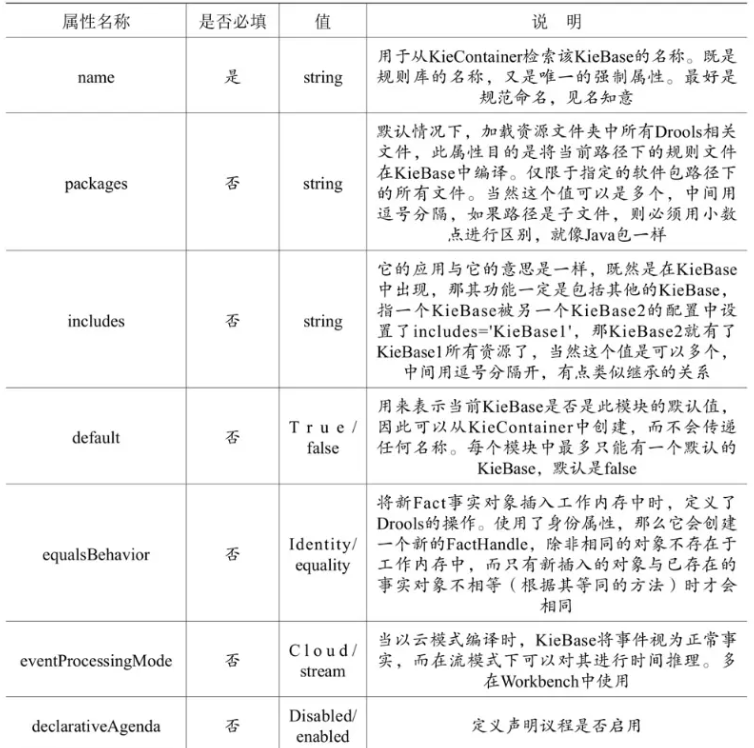 属性名称 是否必填 值 说 明
name 是 string 用于从KieContainer检索该KieBase的名称。既是
规则库的名称，又是唯一的强制属性。最好是
规范命名，见名知意
packages 否 string 默认情况下，加载资源文件夹中所有Drools相关
文件，此属性目的是将当前路径下的规则文件
在KieBase中编译。仅限于指定的软件包路径下
的所有文件。当然这个值可以是多个，中间用
逗号分隔，如果路径是子文件，则必须用小数
点进行区别，就像Java包一样
includes 否 string 它的应用与它的意思是一样，既然是在KieBase
中出现，那其功能一定是包括其他的KieBase，
指一个KieBase被另一个KieBase2的配置中设
置了includes='KieBase1'，那KieBase2就有了
KieBase1所有资源了，当然这个值是可以多个，
中间用逗号分隔开，有点类似继承的关系
default 否 True/
false 用来表示当前KieBase是否是此模块的默认值，
因此可以从KieContainer中创建，而不会传递
任何名称。每个模块中最多只能有一个默认的
KieBase，默认是false
equalsBehavior 否 Identity/
equality 将新Fact事实对象插入工作内存中时，定义了
Drools的操作。使用了身份属性，那么它会创建
一个新的FactHandle，除非相同的对象不存在于
工作内存中，而只有新插入的对象与已存在的
事实对象不相等（根据其等同的方法）时才会
相同
eventProcessingMode 否 Cloud/
stream 当以云模式编译时，KieBase将事件视为正常事
实，而在流模式下可以对其进行时间推理。多
在Workbench中使用
declarativeAgenda 否 Disabled/
enabled 定义声明议程是否启用